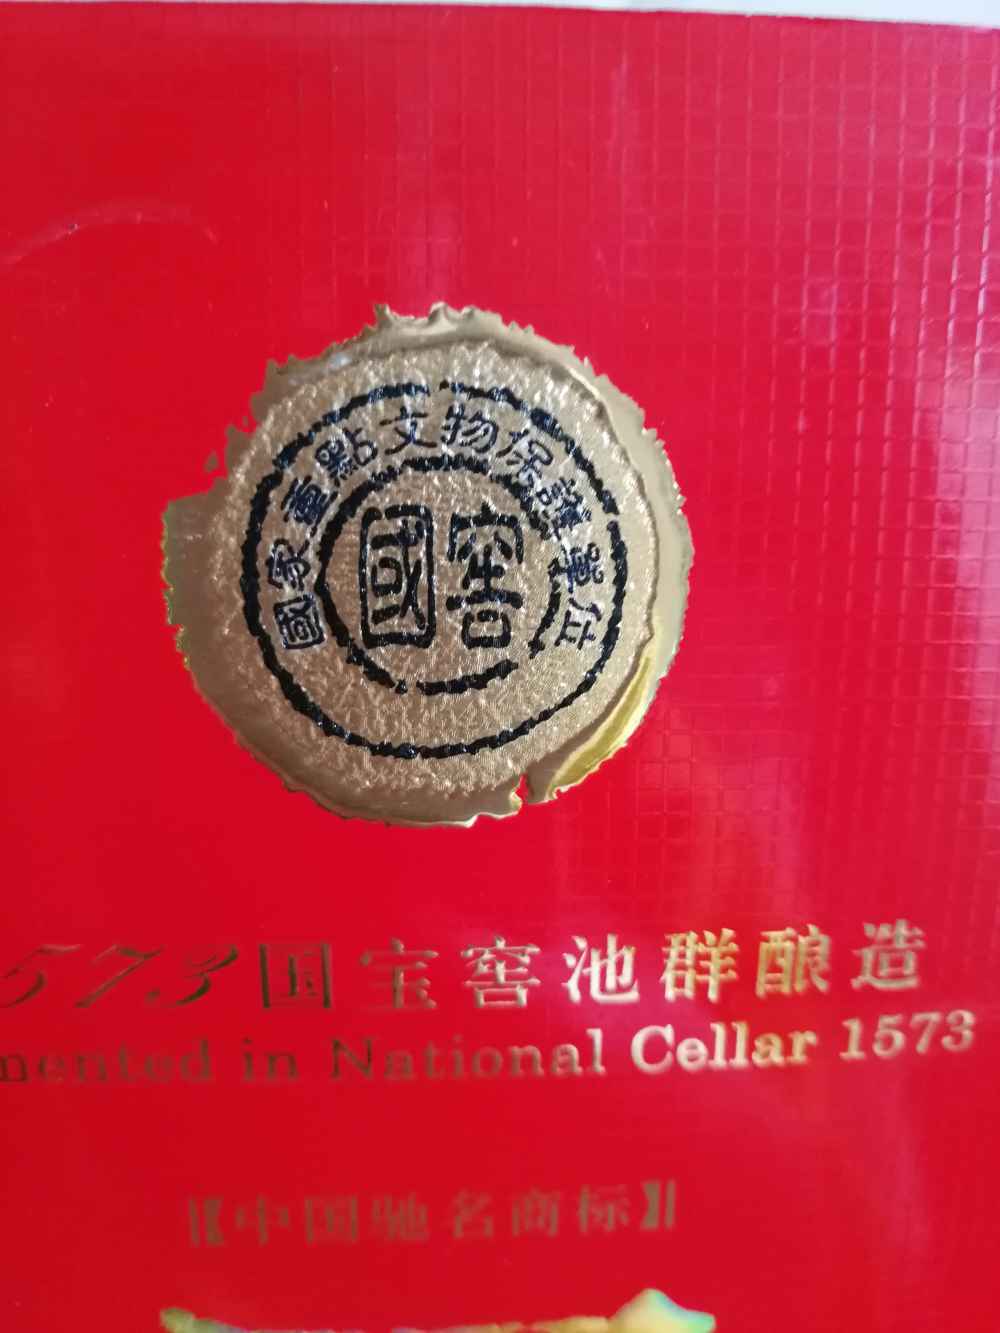 國家重點文物保護單位
國窖
573国宝窖池群酿造
mented in National Cellar 1573
【中国驰名商标】